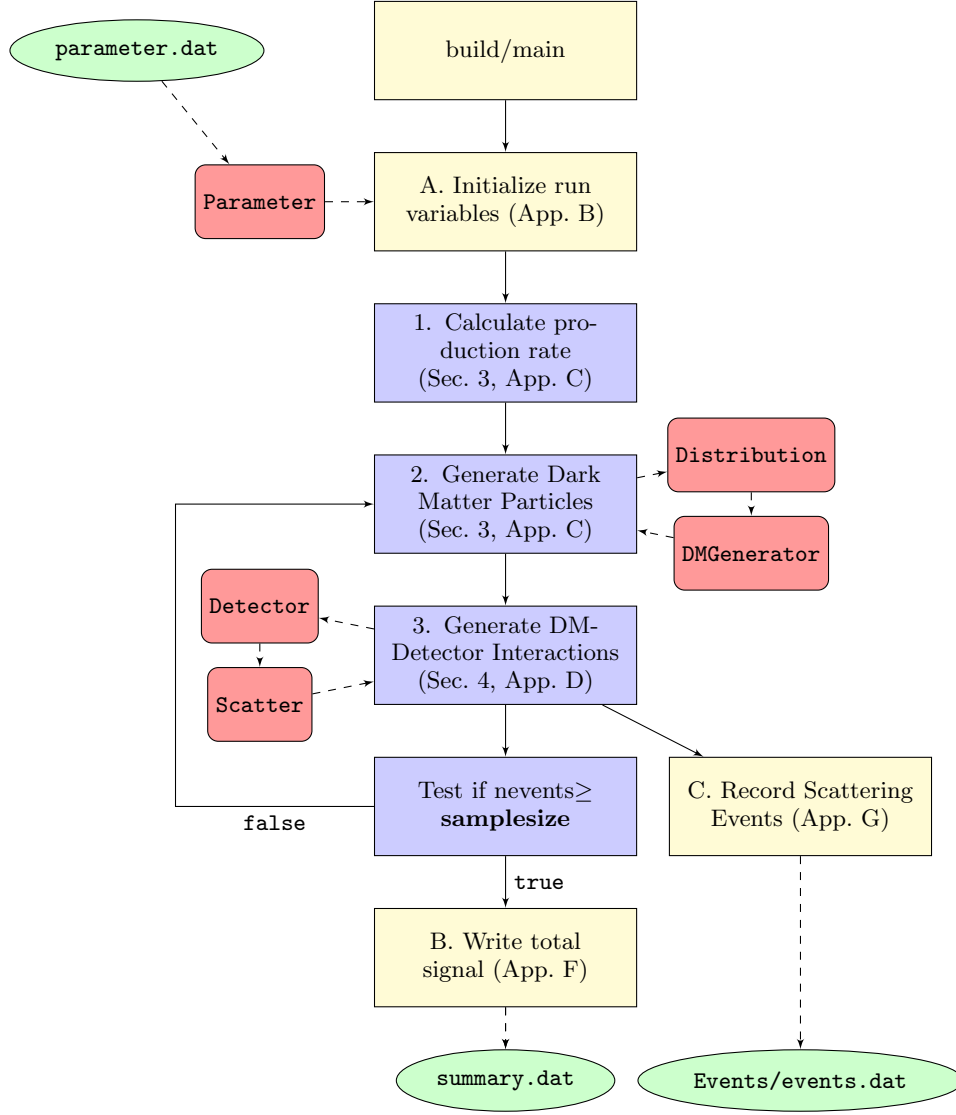 parameter.dat
build/main
Parameter
A. Initialize run
variables (App. B)
1. Calculate pro-
duction rate
(Sec. 3, App. C)
Distribution
2. Generate Dark
Matter Particles
(Sec. 3, App. C)
DMGenerator
Detector
3. Generate DM-
Detector Interactions
(Sec. 4, App. D)
Scatter
Test if nevents≥
samplesize
C. Record Scattering
Events (App. G)
false
true
B. Write total
signal (App. F)
summary.dat
Events/events.dat